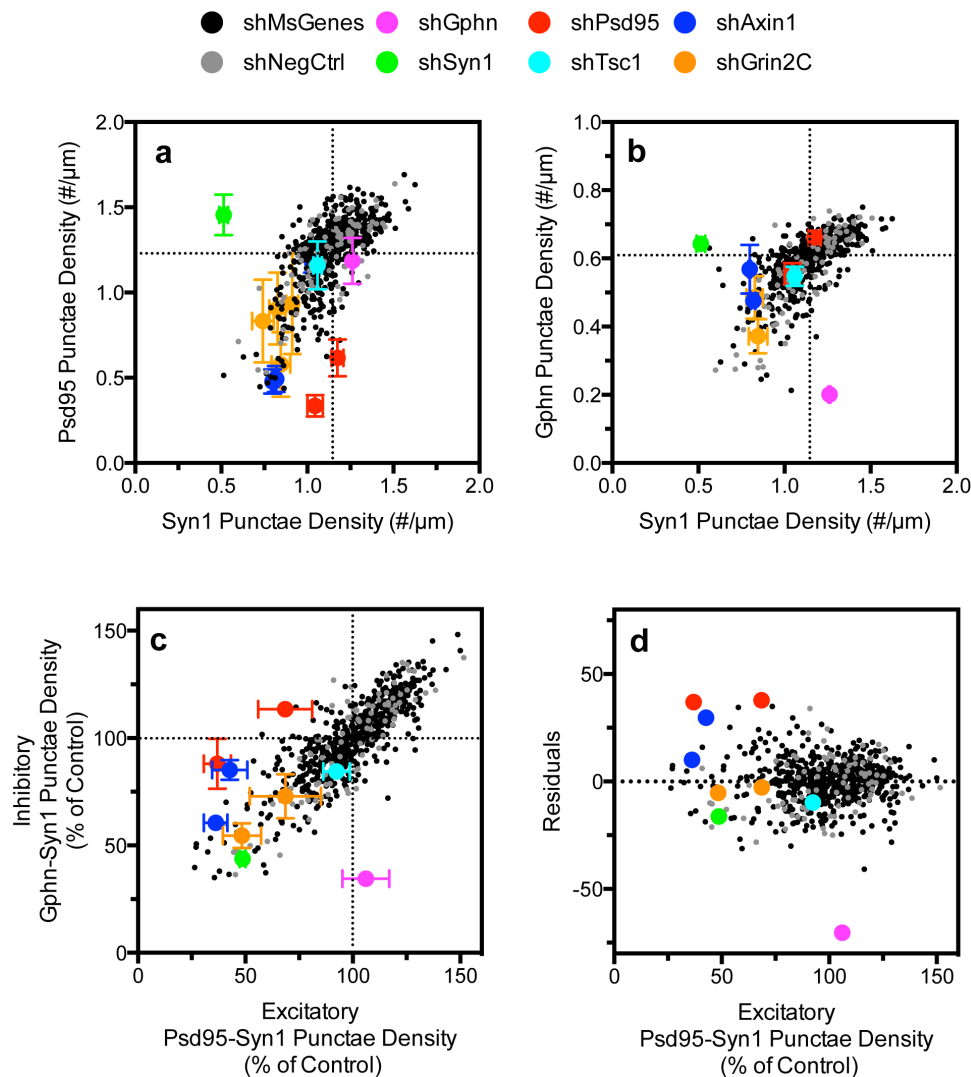 shMsGenes shGphn shPsd95 shAxin1
shNegCtrl shSyn1 shTsc1 shGrin2C
a
Psd95 Punctae Density (#/µm)
2.0
1.5
1.0
0.5
0.0
0.0 0.5 1.0 1.5 2.0
Syn1 Punctae Density (#/µm)
b
Gphn Punctae Density (#/µm)
1.0
0.8
0.6
0.4
0.2
0.0
0.0 0.5 1.0 1.5 2.0
Syn1 Punctae Density (#/µm)
c
Inhibitory
Gphn-Syn1 Punctae Density
(% of Control)
150
100
50
0
0 50 100 150
Excitatory
Psd95-Syn1 Punctae Density
(% of Control)
d
Residuals
50
0
-50
0 50 100 150
Excitatory
Psd95-Syn1 Punctae Density
(% of Control)